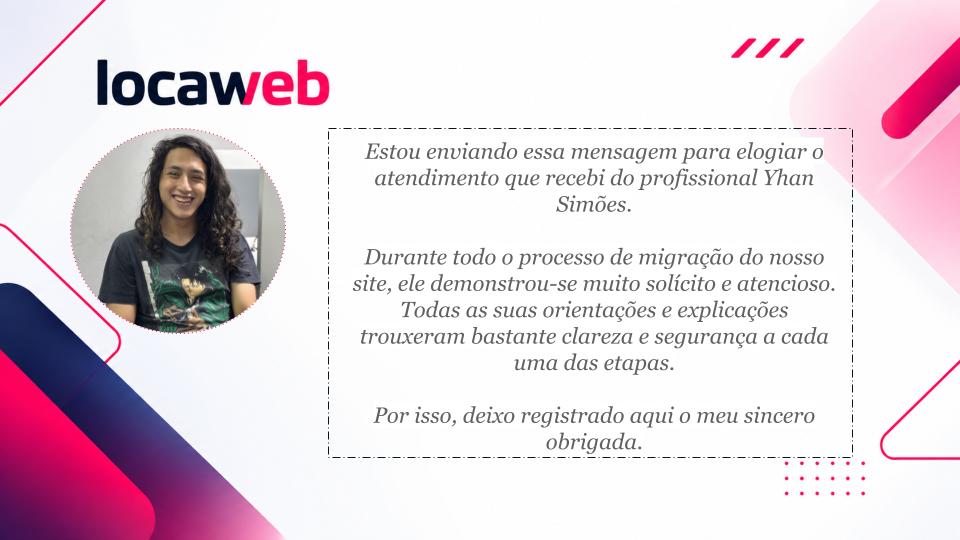 locaweb
Estou enviando essa mensagem para elogiar o
atendimento que recebi do profissional Yhan
Simões.
Durante todo o processo de migração do nosso
site, ele demonstrou-se muito solícito e atencioso.
Todas as suas orientações e explicações
trouxeram bastante clareza e segurança a cada
uma das etapas.
Por isso, deixo registrado aqui o meu sincero
obrigada.